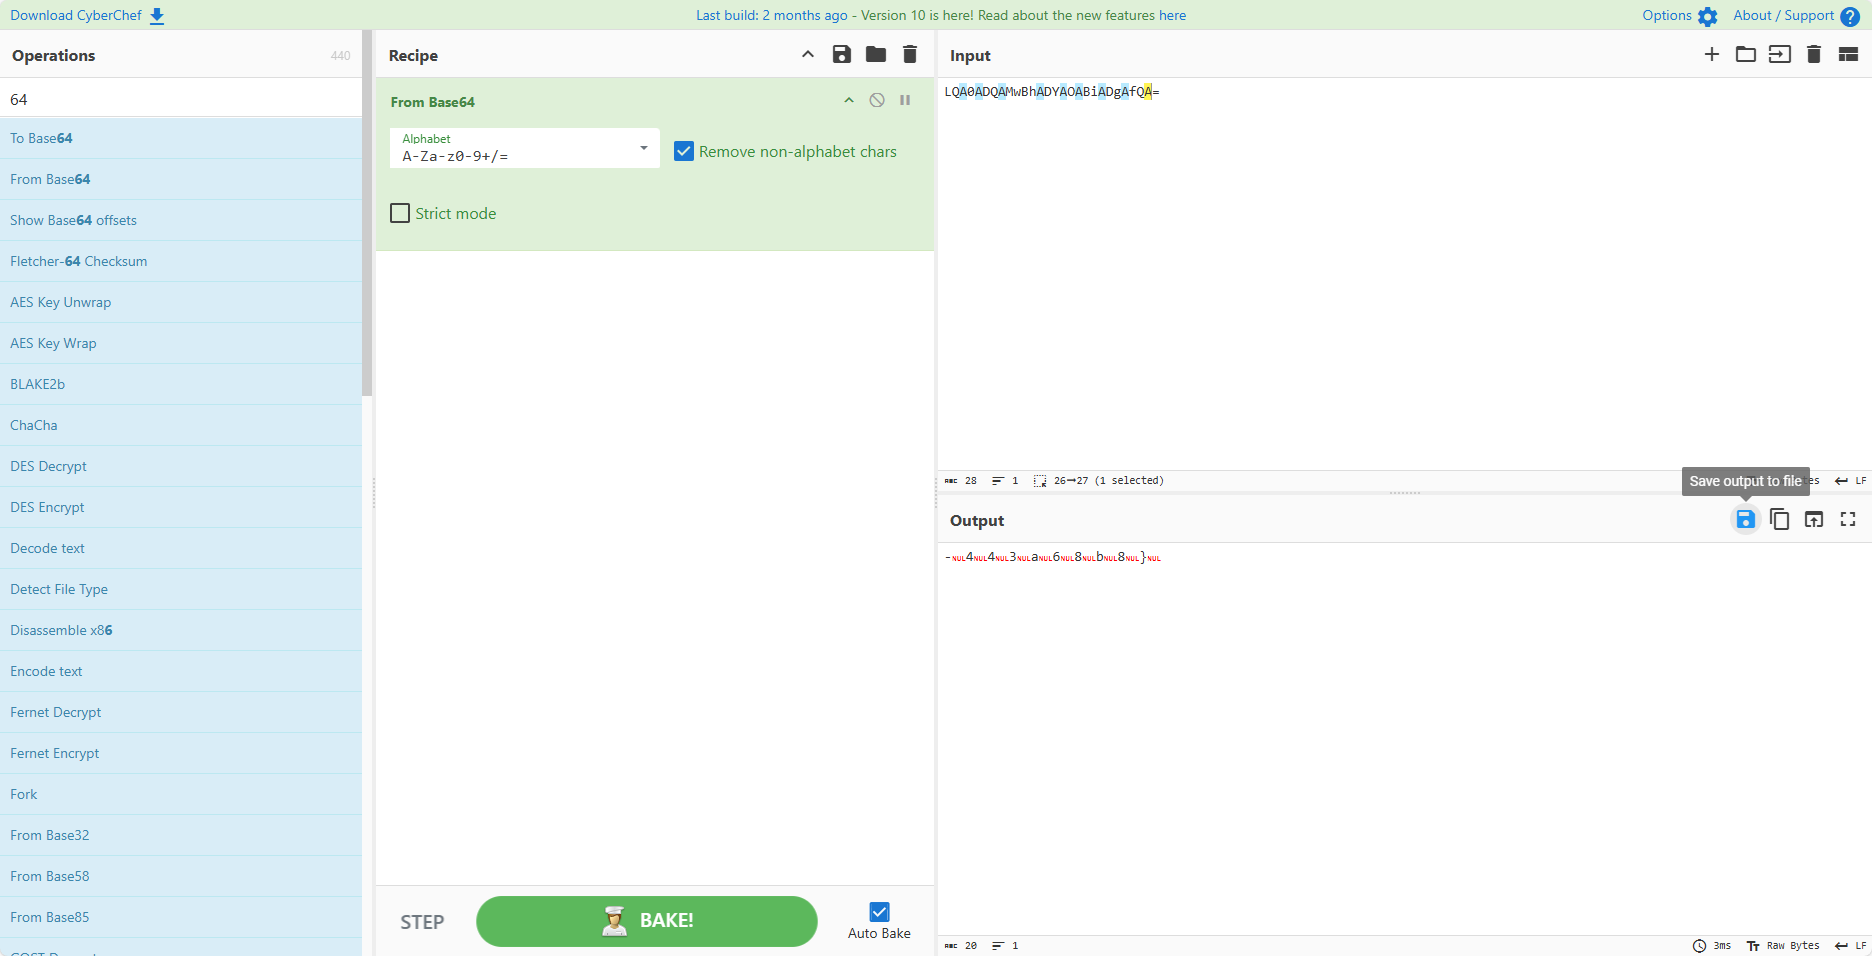 Download CyberChef
Last build: 2 months ago - Version 10 is here! Read about the new features here
Options
About / Support
Operations
440
64
To Base64
From Base64
Show Base64 offsets
Fletcher-64 Checksum
AES Key Unwrap
AES Key Wrap
BLAKE2b
ChaCha
DES Decrypt
DES Encrypt
Decode text
Detect File Type
Disassemble x86
Encode text
Fernet Decrypt
Fernet Encrypt
Fork
From Base32
From Base58
From Base85
Recipe
From Base64
Alphabet
A-Za-z0-9+/=
Remove non-alphabet chars
Strict mode
STEP
BAKE!
Auto Bake
Input
LQA0ADQAMwBhADYAOABiADgAfQA=
ABC 28
1
26→27 (1 selected)
Save output to file
tes
LF
Output
-NUL4NUL4NUL3NULaNUL6NUL8NULbNUL8NUL}NUL
ABC 20
1
3ms
Raw Bytes
LF